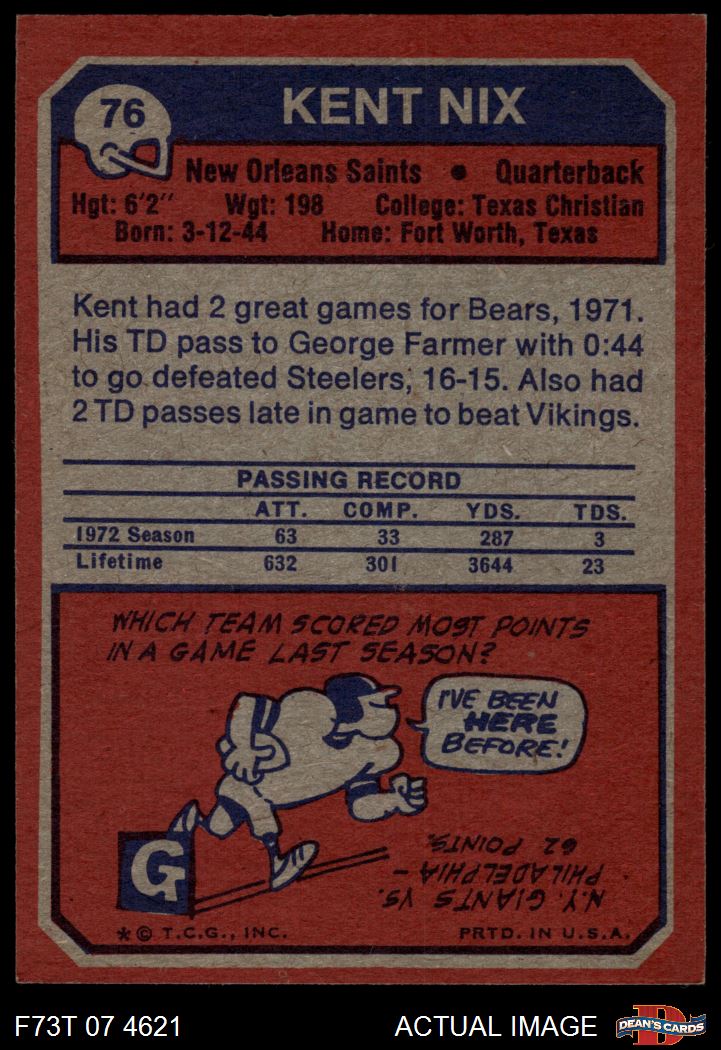 76
KENT NIX
New Orleans Saints • Quarterback
Hgt: 6'2" Wgt: 198 College: Texas Christian
Born: 3-12-44 Home: Fort Worth, Texas
Kent had 2 great games for Bears, 1971.
His TD pass to George Farmer with 0:44
to go defeated Steelers, 16-15. Also had
2 TD passes late in game to beat Vikings.
PASSING RECORD
ATT. COMP. YDS. TDS.
1972 Season 63 33 287 3
Lifetime 632 301 3644 23
WHICH TEAM SCORED MOST POINTS
IN A GAME LAST SEASON?
I'VE BEEN
HERE
BEFORE!
G
N.Y. GIANTS VS.
PHILADELPHIA –
62 POINTS.
* © T.C.G., INC. PRTD. IN U.S.A.
F73T 07 4621 ACTUAL IMAGE
D
DEAN'S CARDS